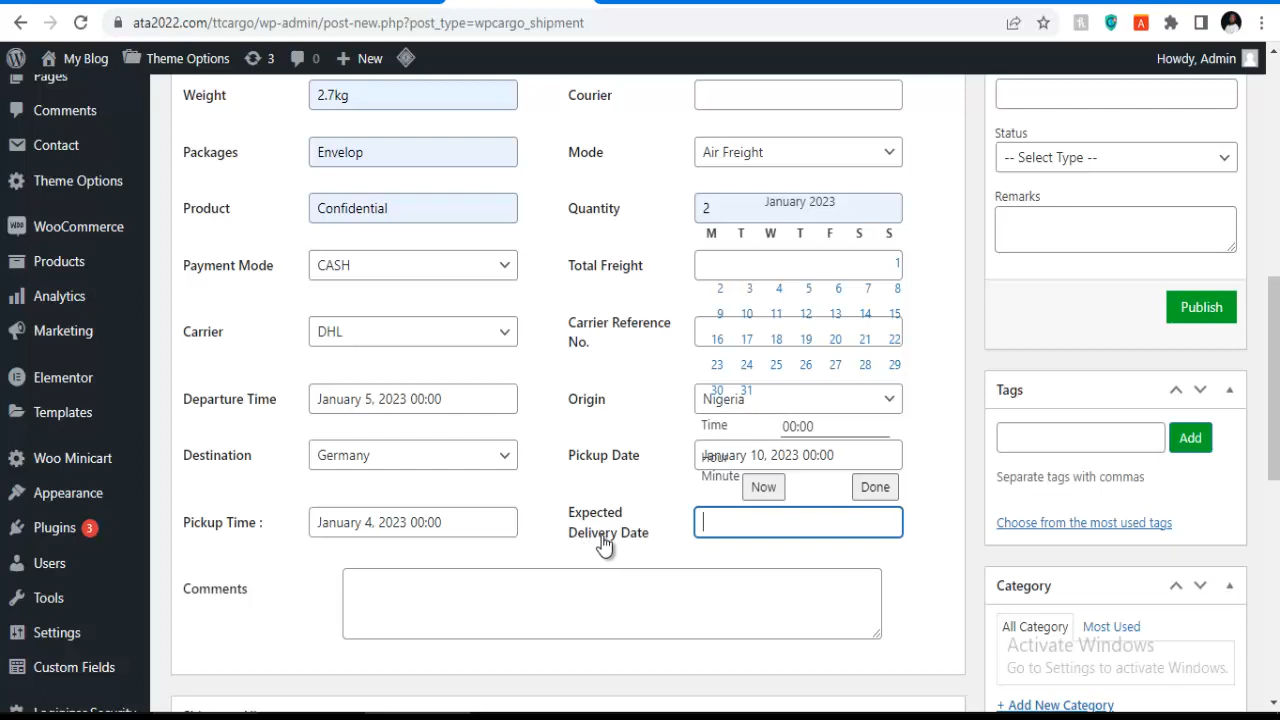 ata2022.com/ttcargo/wp-admin/post-new.php?post_type=wpcargo_shipment
My Blog
Theme Options
3
0
New
Howdy, Admin
Pages
Comments
Contact
Theme Options
WooCommerce
Products
Analytics
Marketing
Elementor
Templates
Woo Minicart
Appearance
Plugins 3
Users
Tools
Settings
Custom Fields
Weight
2.7kg
Courier
Packages
Envelop
Mode
Air Freight
Product
Confidential
Quantity
2
January 2023
M T W T F S S
Payment Mode
CASH
Total Freight
1
2 3 4 5 6 7 8
9 10 11 12 13 14 15
Carrier
DHL
Carrier Reference
No.
16 17 18 19 20 21 22
23 24 25 26 27 28 29
30 31
Departure Time
January 5, 2023 00:00
Origin
Nigeria
Time
00:00
Destination
Germany
Pickup Date
January 10, 2023 00:00
Hour
Minute
Now
Done
Pickup Time :
January 4, 2023 00:00
Expected
Delivery Date
Comments
Status
-- Select Type --
Remarks
Publish
Tags
Add
Separate tags with commas
Choose from the most used tags
Category
All Category
Most Used
Activate Windows
Go to Settings to activate Windows.
+ Add New Category